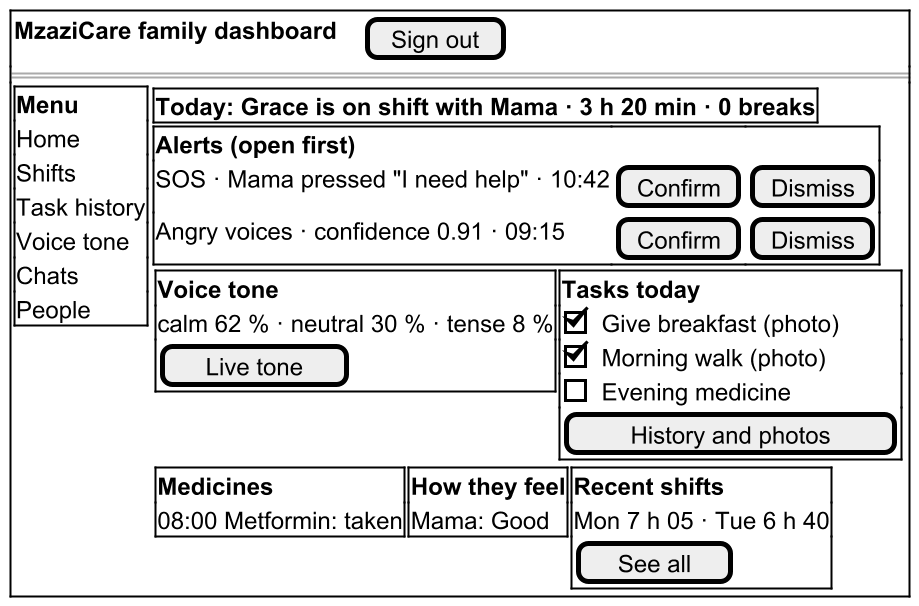 MzaziCare family dashboard
Sign out
Menu
Home
Shifts
Task history
Voice tone
Chats
People
Today: Grace is on shift with Mama · 3 h 20 min · 0 breaks
Alerts (open first)
SOS · Mama pressed "I need help" · 10:42 Confirm Dismiss
Angry voices · confidence 0.91 · 09:15 Confirm Dismiss
Voice tone
calm 62 % · neutral 30 % · tense 8 %
Live tone
Tasks today
Give breakfast (photo)
Morning walk (photo)
Evening medicine
History and photos
Medicines
08:00 Metformin: taken
How they feel
Mama: Good
Recent shifts
Mon 7 h 05 · Tue 6 h 40
See all